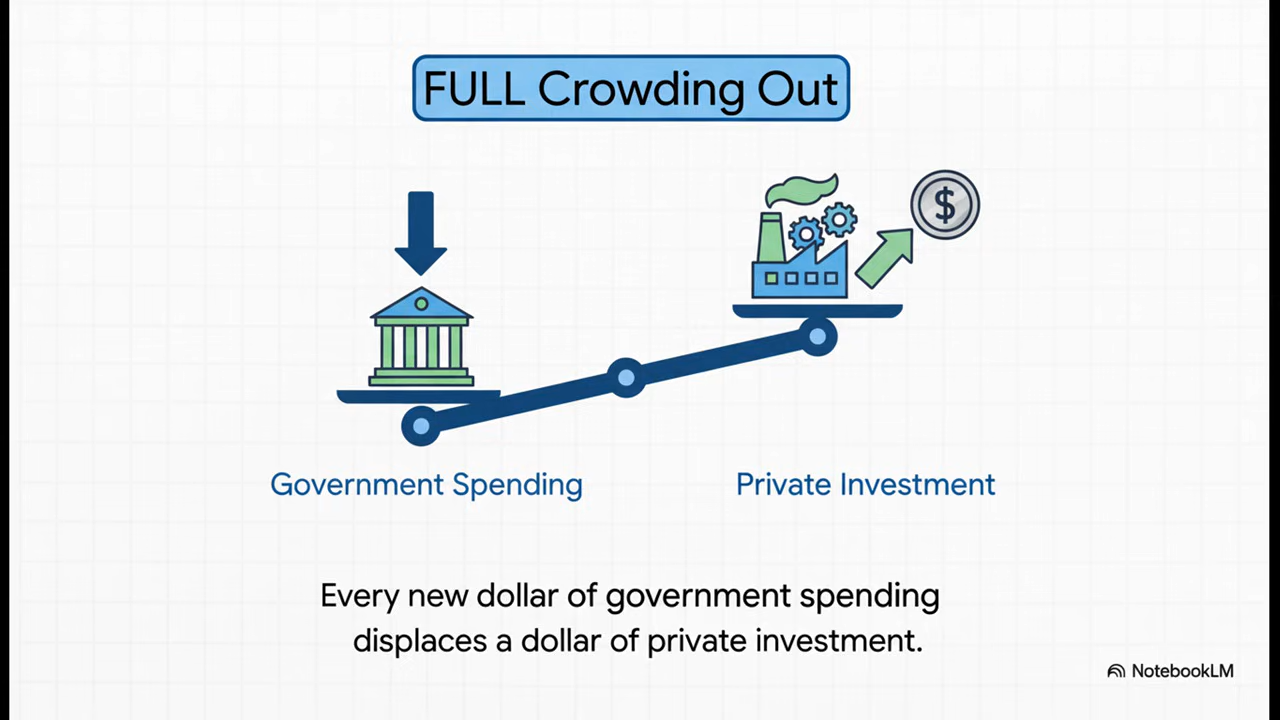 FULL Crowding Out
$
Government Spending
Private Investment
Every new dollar of government spending
displaces a dollar of private investment.
NotebookLM